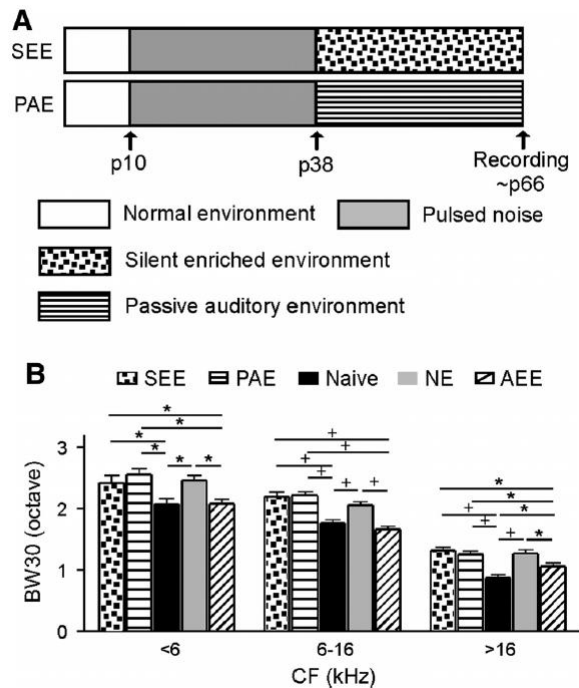 A
SEE
PAE
p10
p38
Recording
~p66
Normal environment
Pulsed noise
Silent enriched environment
Passive auditory environment
B
SEE PAE Naive NE AEE
* * * * * *
+ + + + + +
* * + + * + *
BW30 (octave)
3
2
1
0
<6 6-16 >16
CF (kHz)